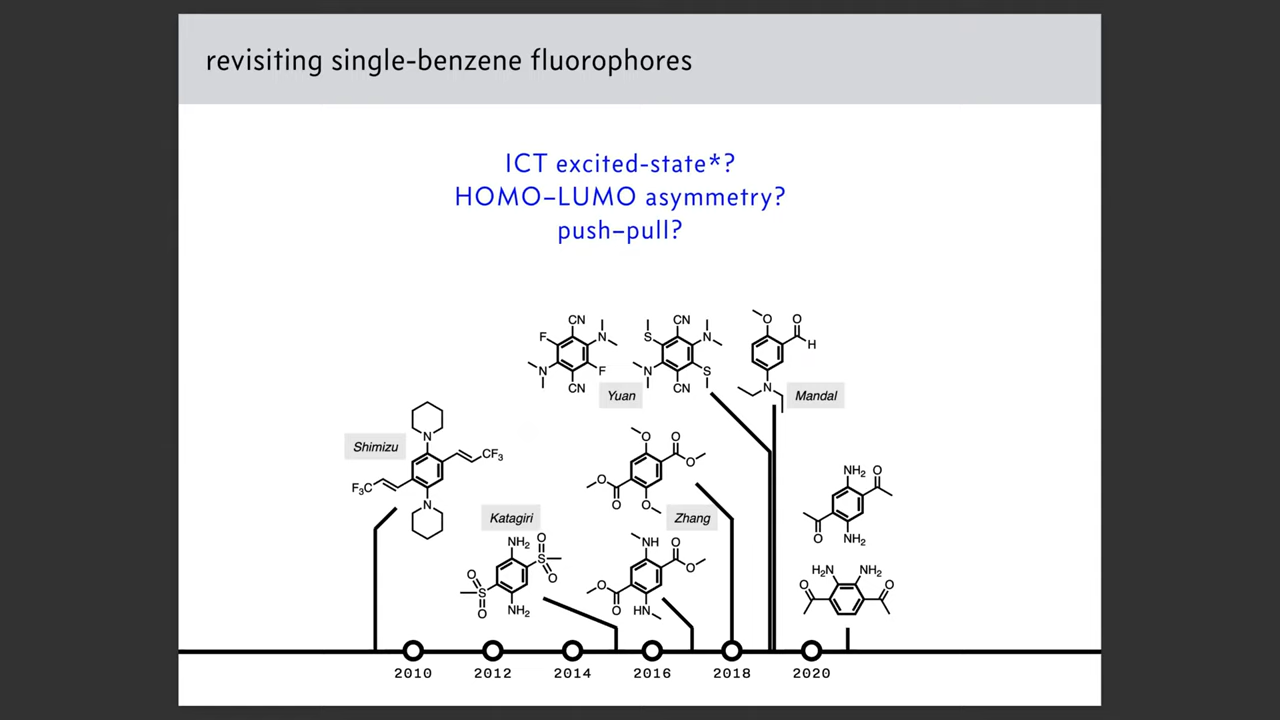 revisiting single-benzene fluorophores
ICT excited-state*?
HOMO–LUMO asymmetry?
push–pull?
CN
F
N
N
F
CN
S
CN
N
N
S
CN
O
O
H
N
Yuan
Mandal
Shimizu
N
CF3
F3C
N
O
O
O
O
O
O
Zhang
Katagiri
NH2
O
S
O
O
S
O
NH2
NH
O
O
O
O
HN
NH2
O
O
NH2
H2N
NH2
O
O
2010
2012
2014
2016
2018
2020